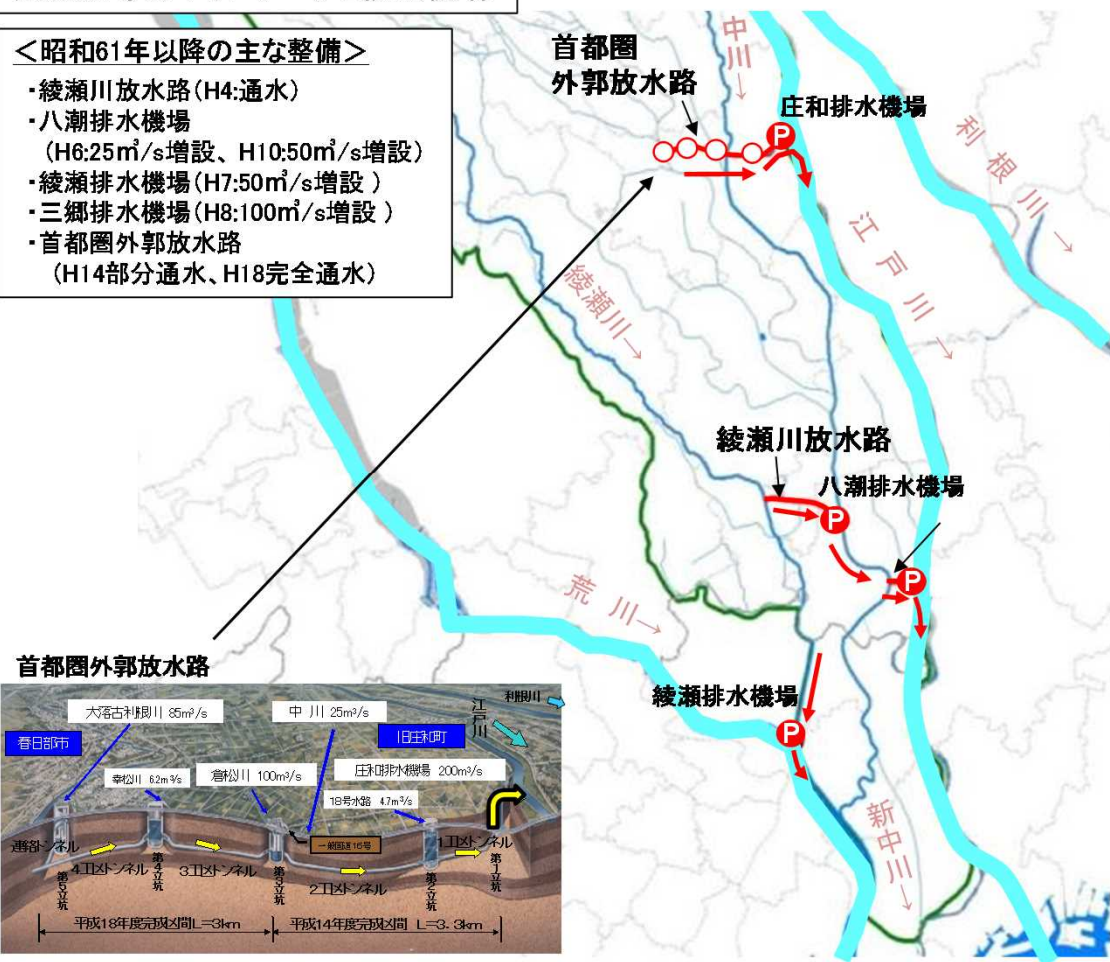 ＜昭和61年以降の主な整備＞
・綾瀬川放水路(H4:通水)
・八潮排水機場
(H6:25㎥/s増設、H10:50㎥/s増設)
・綾瀬排水機場(H7:50㎥/s増設 )
・三郷排水機場(H8:100㎥/s増設 )
・首都圏外郭放水路
(H14部分通水、H18完全通水)
首都圏
外郭放水路
中川→
庄和排水機場
P
利根川→
江戸川→
綾瀬川→
綾瀬川放水路
八潮排水機場
P
P
荒川→
綾瀬排水機場
P
新中川→
首都圏外郭放水路
大落古利根川 85m³/s
中 川 25m³/s
江戸川
利根川
春日部市
旧庄和町
幸松川 6.2m³/s
倉松川 100m³/s
庄和排水機場 200m³/s
18号水路 4.7m³/s
連絡トンネル
4工区トンネル
3工区トンネル
一般国道16号
2工区トンネル
1工区トンネル
第5立坑
第4立坑
第3立坑
第2立坑
第1立坑
平成18年度完成区間L=3km
平成14年度完成区間 L=3.3km